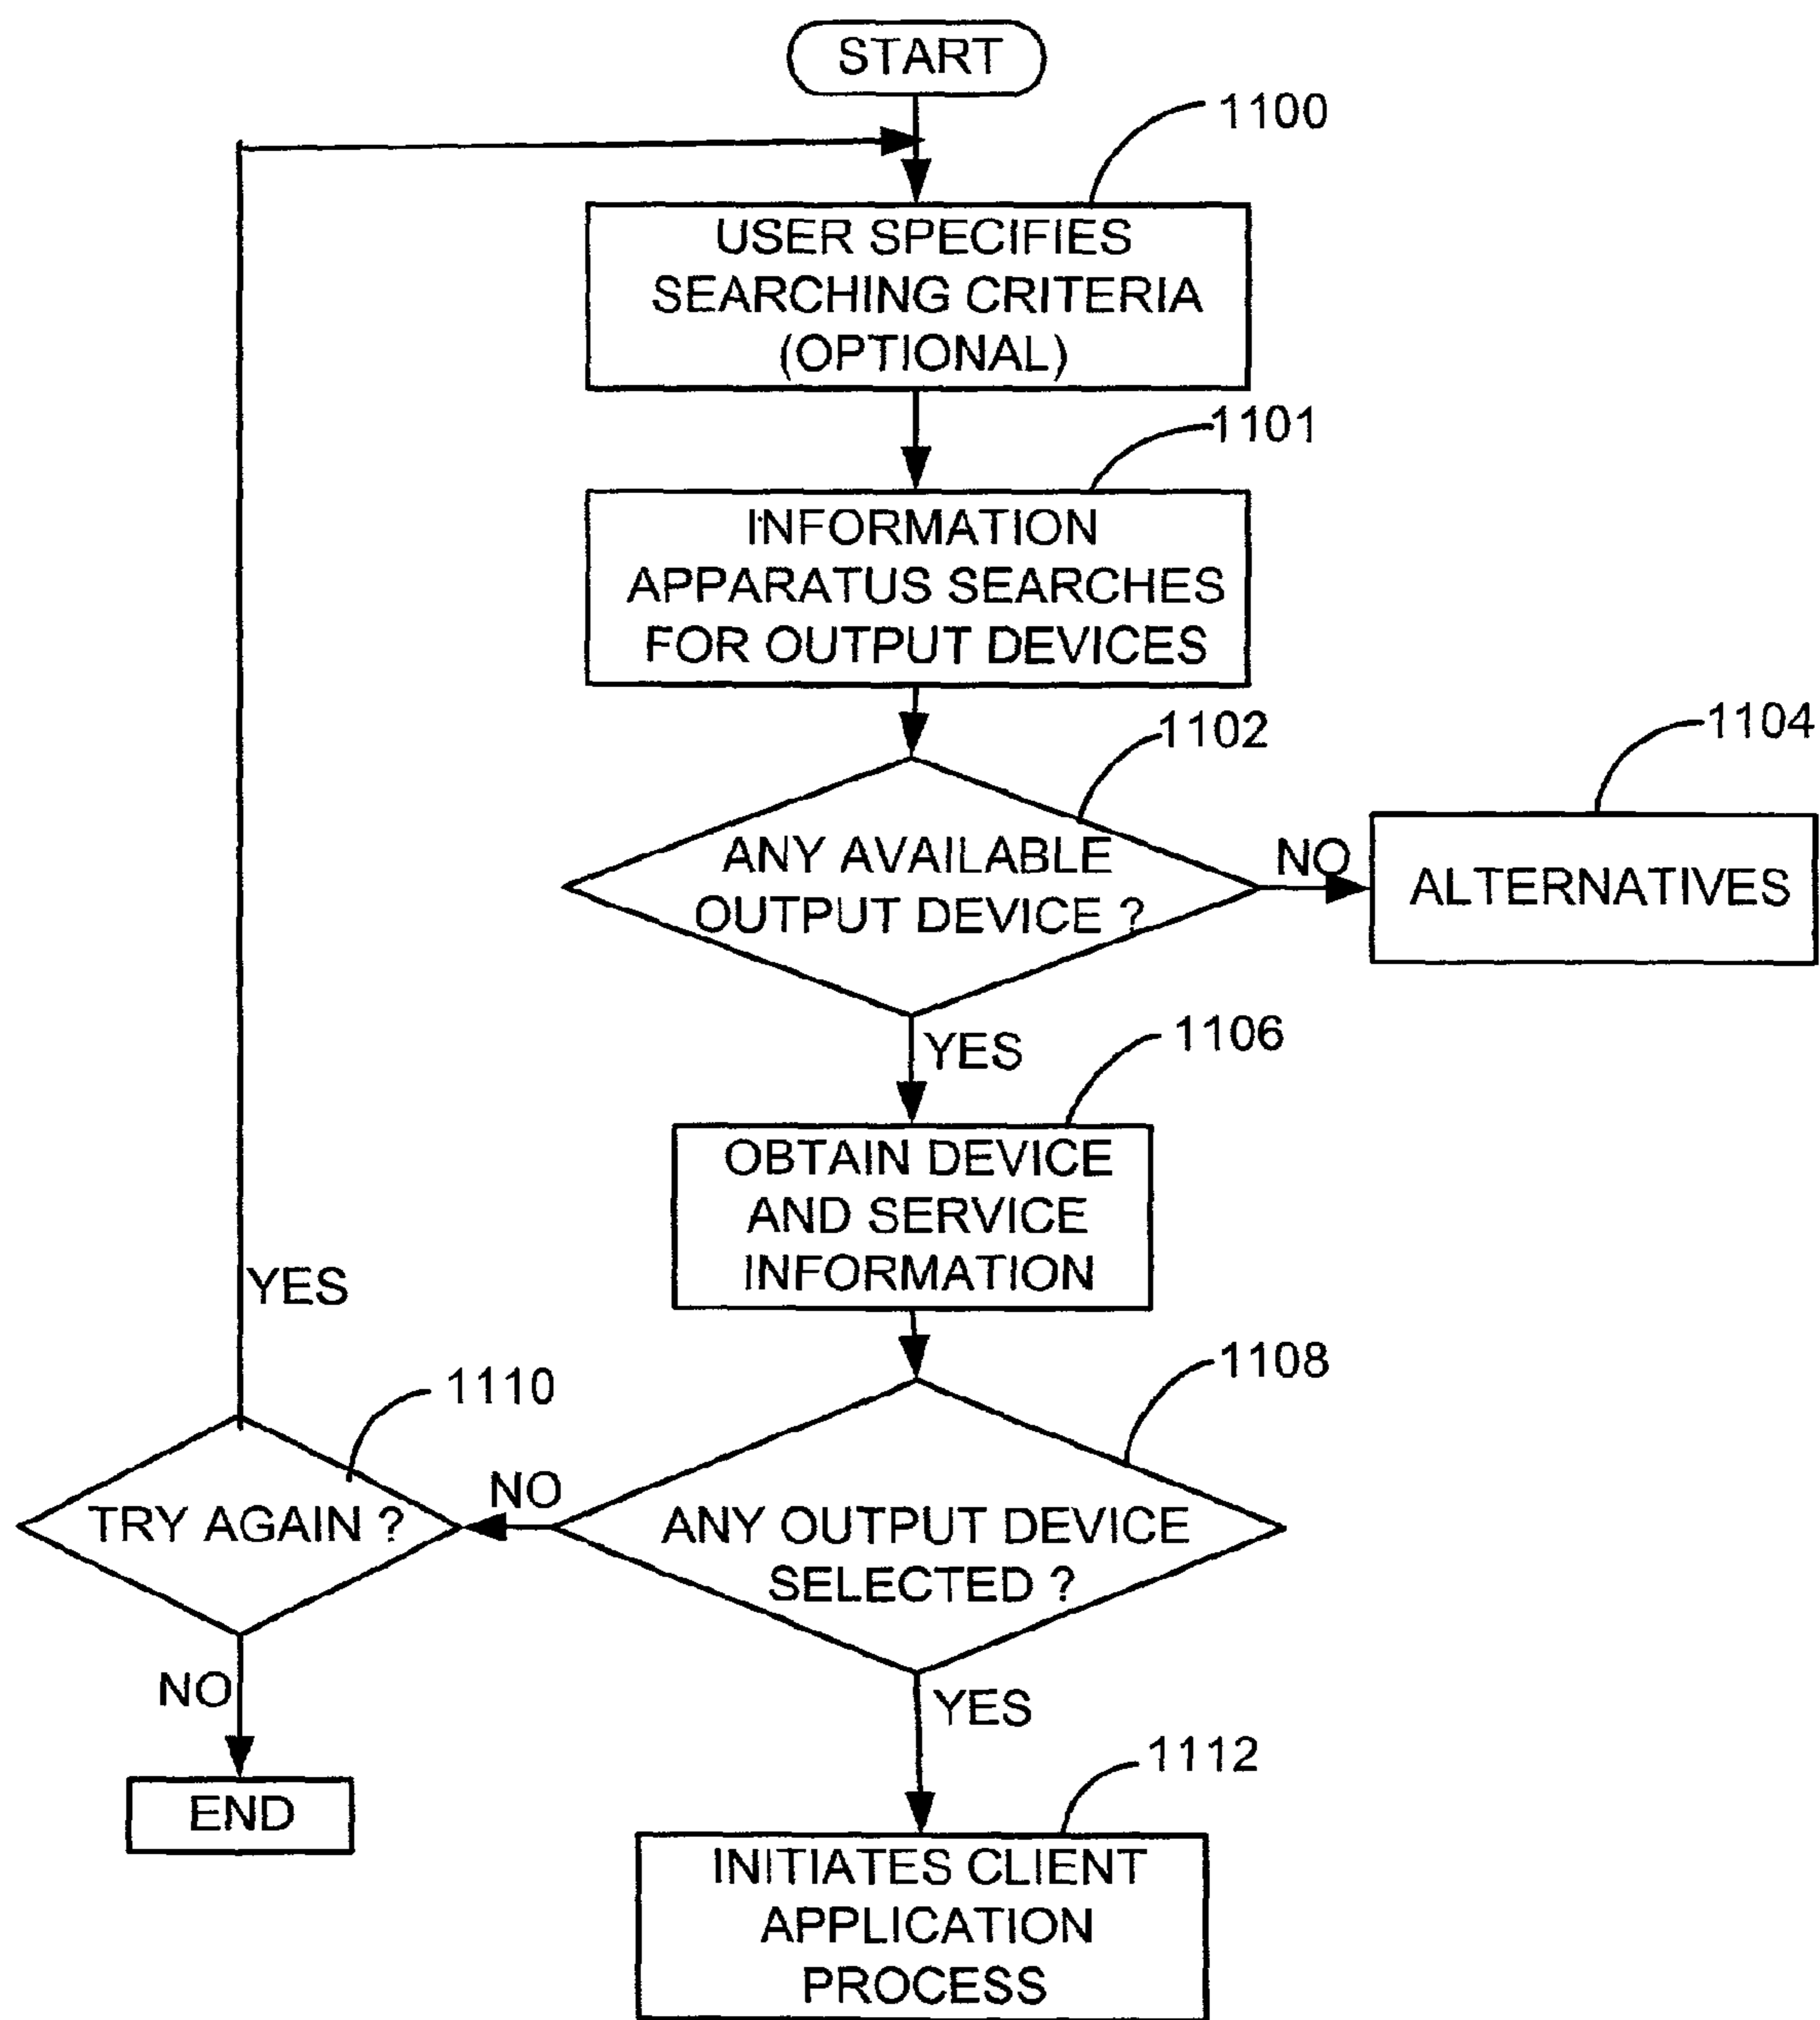 START
1100
USER SPECIFIES
SEARCHING CRITERIA
(OPTIONAL)
1101
INFORMATION
APPARATUS SEARCHES
FOR OUTPUT DEVICES
1102
1104
ANY AVAILABLE
OUTPUT DEVICE ?
NO
ALTERNATIVES
YES
1106
OBTAIN DEVICE
AND SERVICE
INFORMATION
YES
1108
1110
TRY AGAIN ?
NO
ANY OUTPUT DEVICE
SELECTED ?
NO
YES
END
1112
INITIATES CLIENT
APPLICATION
PROCESS